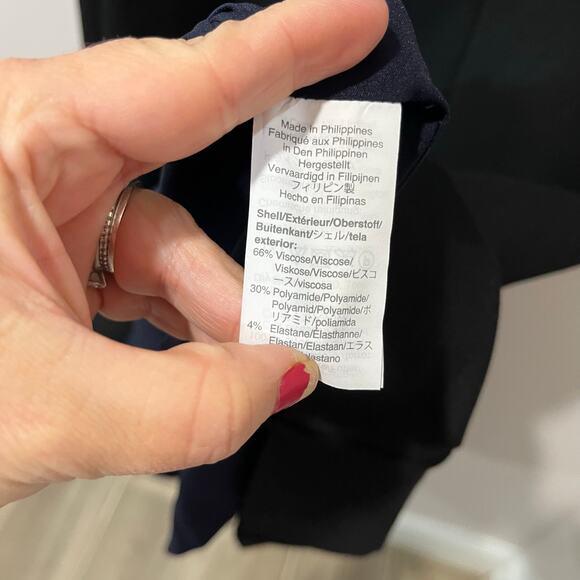 Made in Philippines
Fabriqué aux Philippines
in Den Philippinen
Hergestellt
Vervaardigd in Filipijnen
フィリピン製
Hecho en Filipinas
Shell/Extérieur/Oberstoff/
Buitenkant/シェル/tela
exterior:
66% Viscose/Viscose/
Viskose/Viscose/ビスコ
ース/viscosa
30% Polyamide/Polyamide/
Polyamid/Polyamide/ポ
リアミド/poliamida
4% Elastane/Élasthanne/
Elastan/Elastaan/エラス
elastano